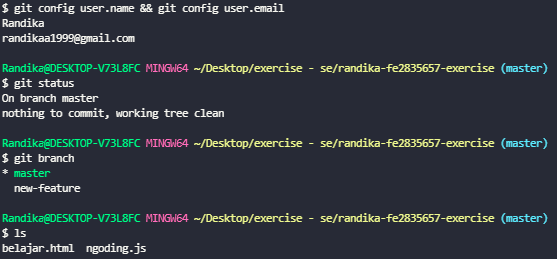 $ git config user.name && git config user.email
Randika
randikaa1999@gmail.com
Randika@DESKTOP-V73L8FC MINGW64 ~/Desktop/exercise - se/randika-fe2835657-exercise (master)
$ git status
On branch master
nothing to commit, working tree clean
Randika@DESKTOP-V73L8FC MINGW64 ~/Desktop/exercise - se/randika-fe2835657-exercise (master)
$ git branch
* master
  new-feature
Randika@DESKTOP-V73L8FC MINGW64 ~/Desktop/exercise - se/randika-fe2835657-exercise (master)
$ ls
belajar.html  ngoding.js